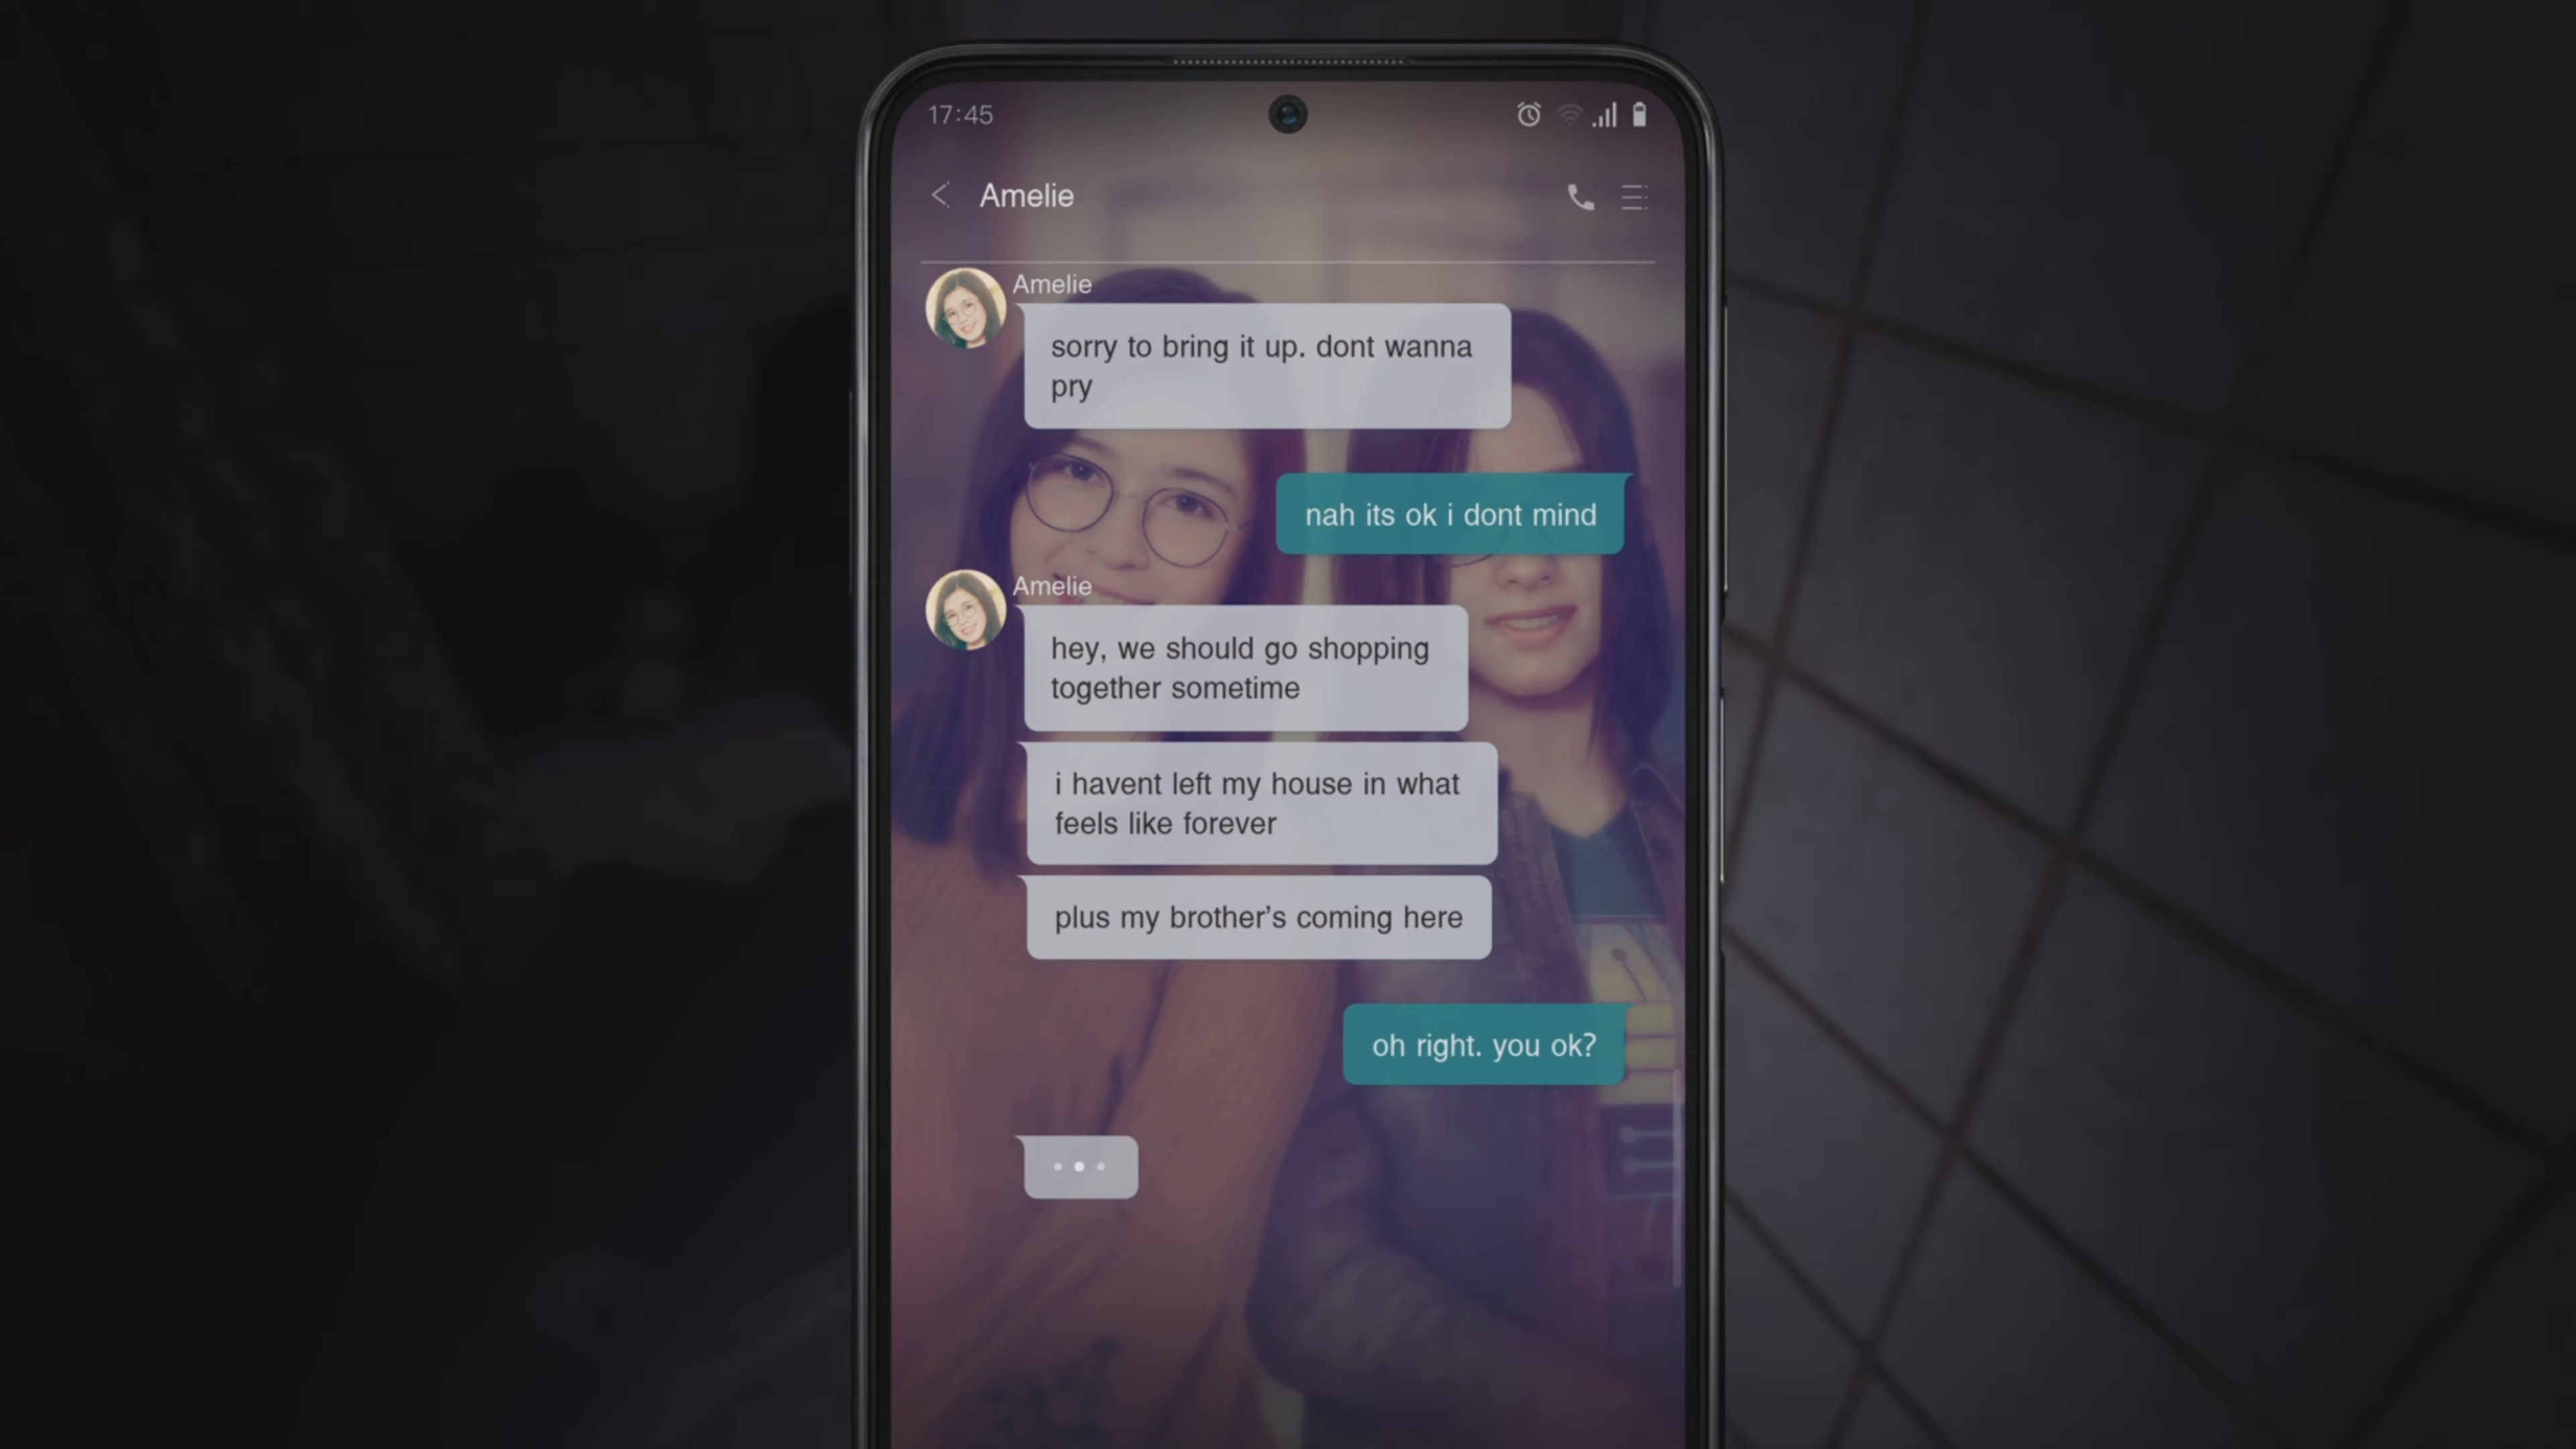 17:45
Amelie
Amelie
sorry to bring it up. dont wanna
pry
nah its ok i dont mind
Amelie
hey, we should go shopping
together sometime
i havent left my house in what
feels like forever
plus my brother’s coming here
oh right. you ok?